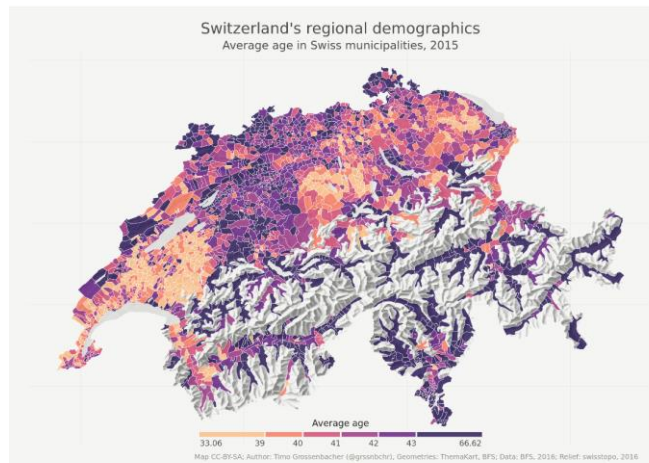 Switzerland's regional demographics
Average age in Swiss municipalities, 2015
Average age
33.06 39 40 41 42 43 66.62
Map CC-BY-SA; Author: Timo Grossenbacher (@grssnbchr), Geometries: ThemaKart, BFS; Data: BFS, 2016; Relief: swisstopo, 2016